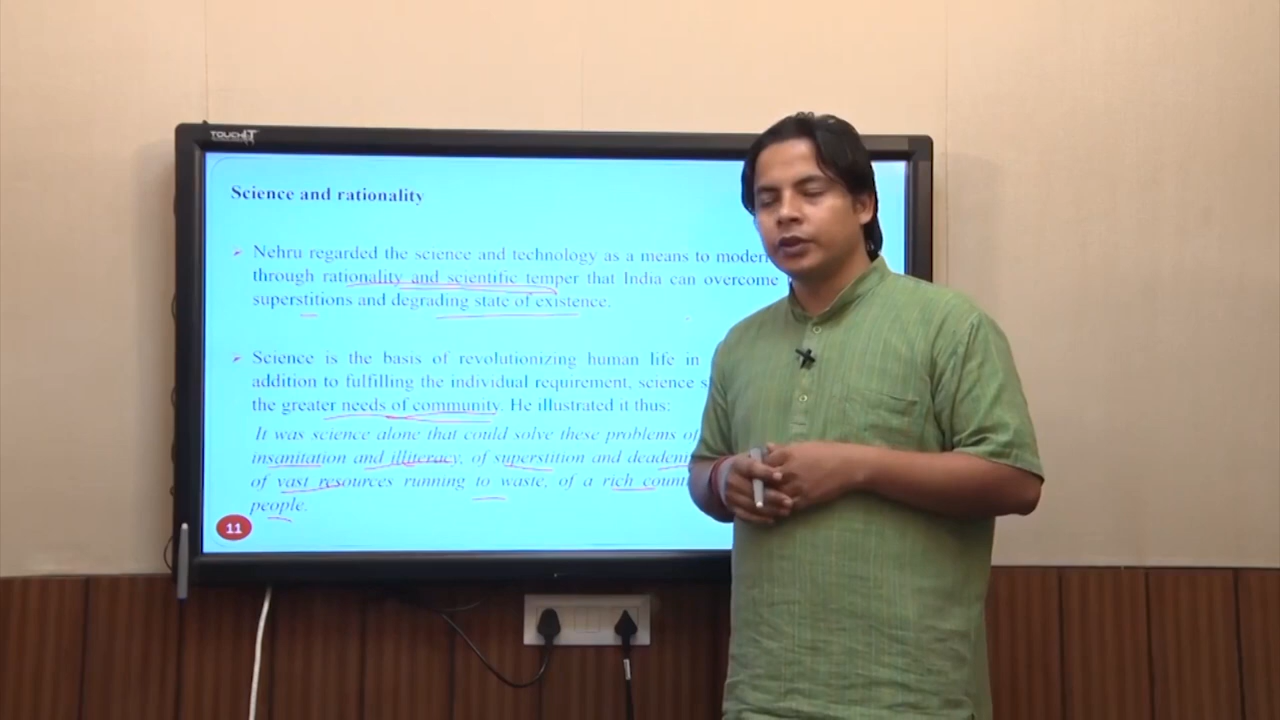 TOUCHIT
Science and rationality
Nehru regarded the science and technology as a means to modern
through rationality and scientific temper that India can overcome
superstitions and degrading state of existence.
Science is the basis of revolutionizing human life in
addition to fulfilling the individual requirement, science s
the greater needs of community. He illustrated it thus:
It was science alone that could solve these problems of
insanitation and illiteracy, of superstition and deadenin
of vast resources running to waste, of a rich count
people.
11